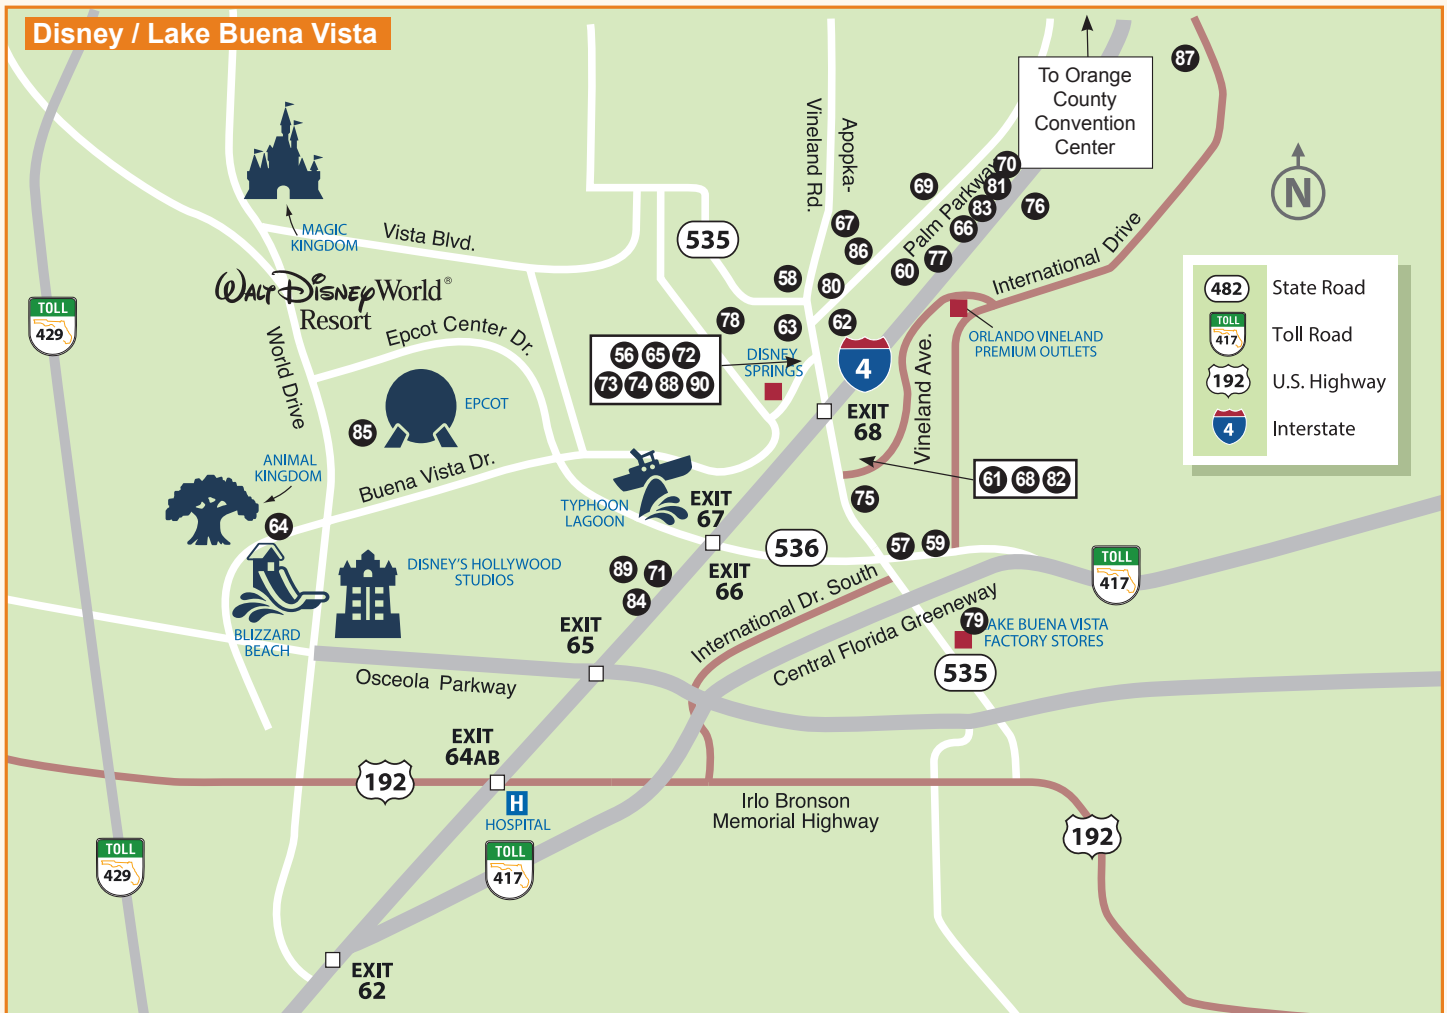 Disney / Lake Buena Vista
87
To Orange
County
Convention
Center
Apopka-
Vineland Rd.
70
69
81
Palm Parkway
83
76
67
66
N
MAGIC
KINGDOM
Vista Blvd.
535
86
77
60
International Drive
58
80
WALT DISNEY World®
Resort
TOLL
429
Epcot Center Dr.
World Drive
78
63
62
DISNEY
SPRINGS
56 65 72
73 74 88 90
4
ORLANDO VINELAND
PREMIUM OUTLETS
Vineland Ave.
482 State Road
TOLL
417 Toll Road
192 U.S. Highway
4 Interstate
EPCOT
85
EXIT
68
ANIMAL
KINGDOM
Buena Vista Dr.
64
TYPHOON
LAGOON
EXIT
67
61 68 82
75
536
57
59
EXIT
66
TOLL
417
DISNEY'S HOLLYWOOD
STUDIOS
89
71
84
International Dr. South
Central Florida Greeneway
79
AKE BUENA VISTA
FACTORY STORES
BLIZZARD
BEACH
EXIT
65
535
Osceola Parkway
EXIT
64AB
192
H
HOSPITAL
Irlo Bronson
Memorial Highway
192
TOLL
429
TOLL
417
EXIT
62